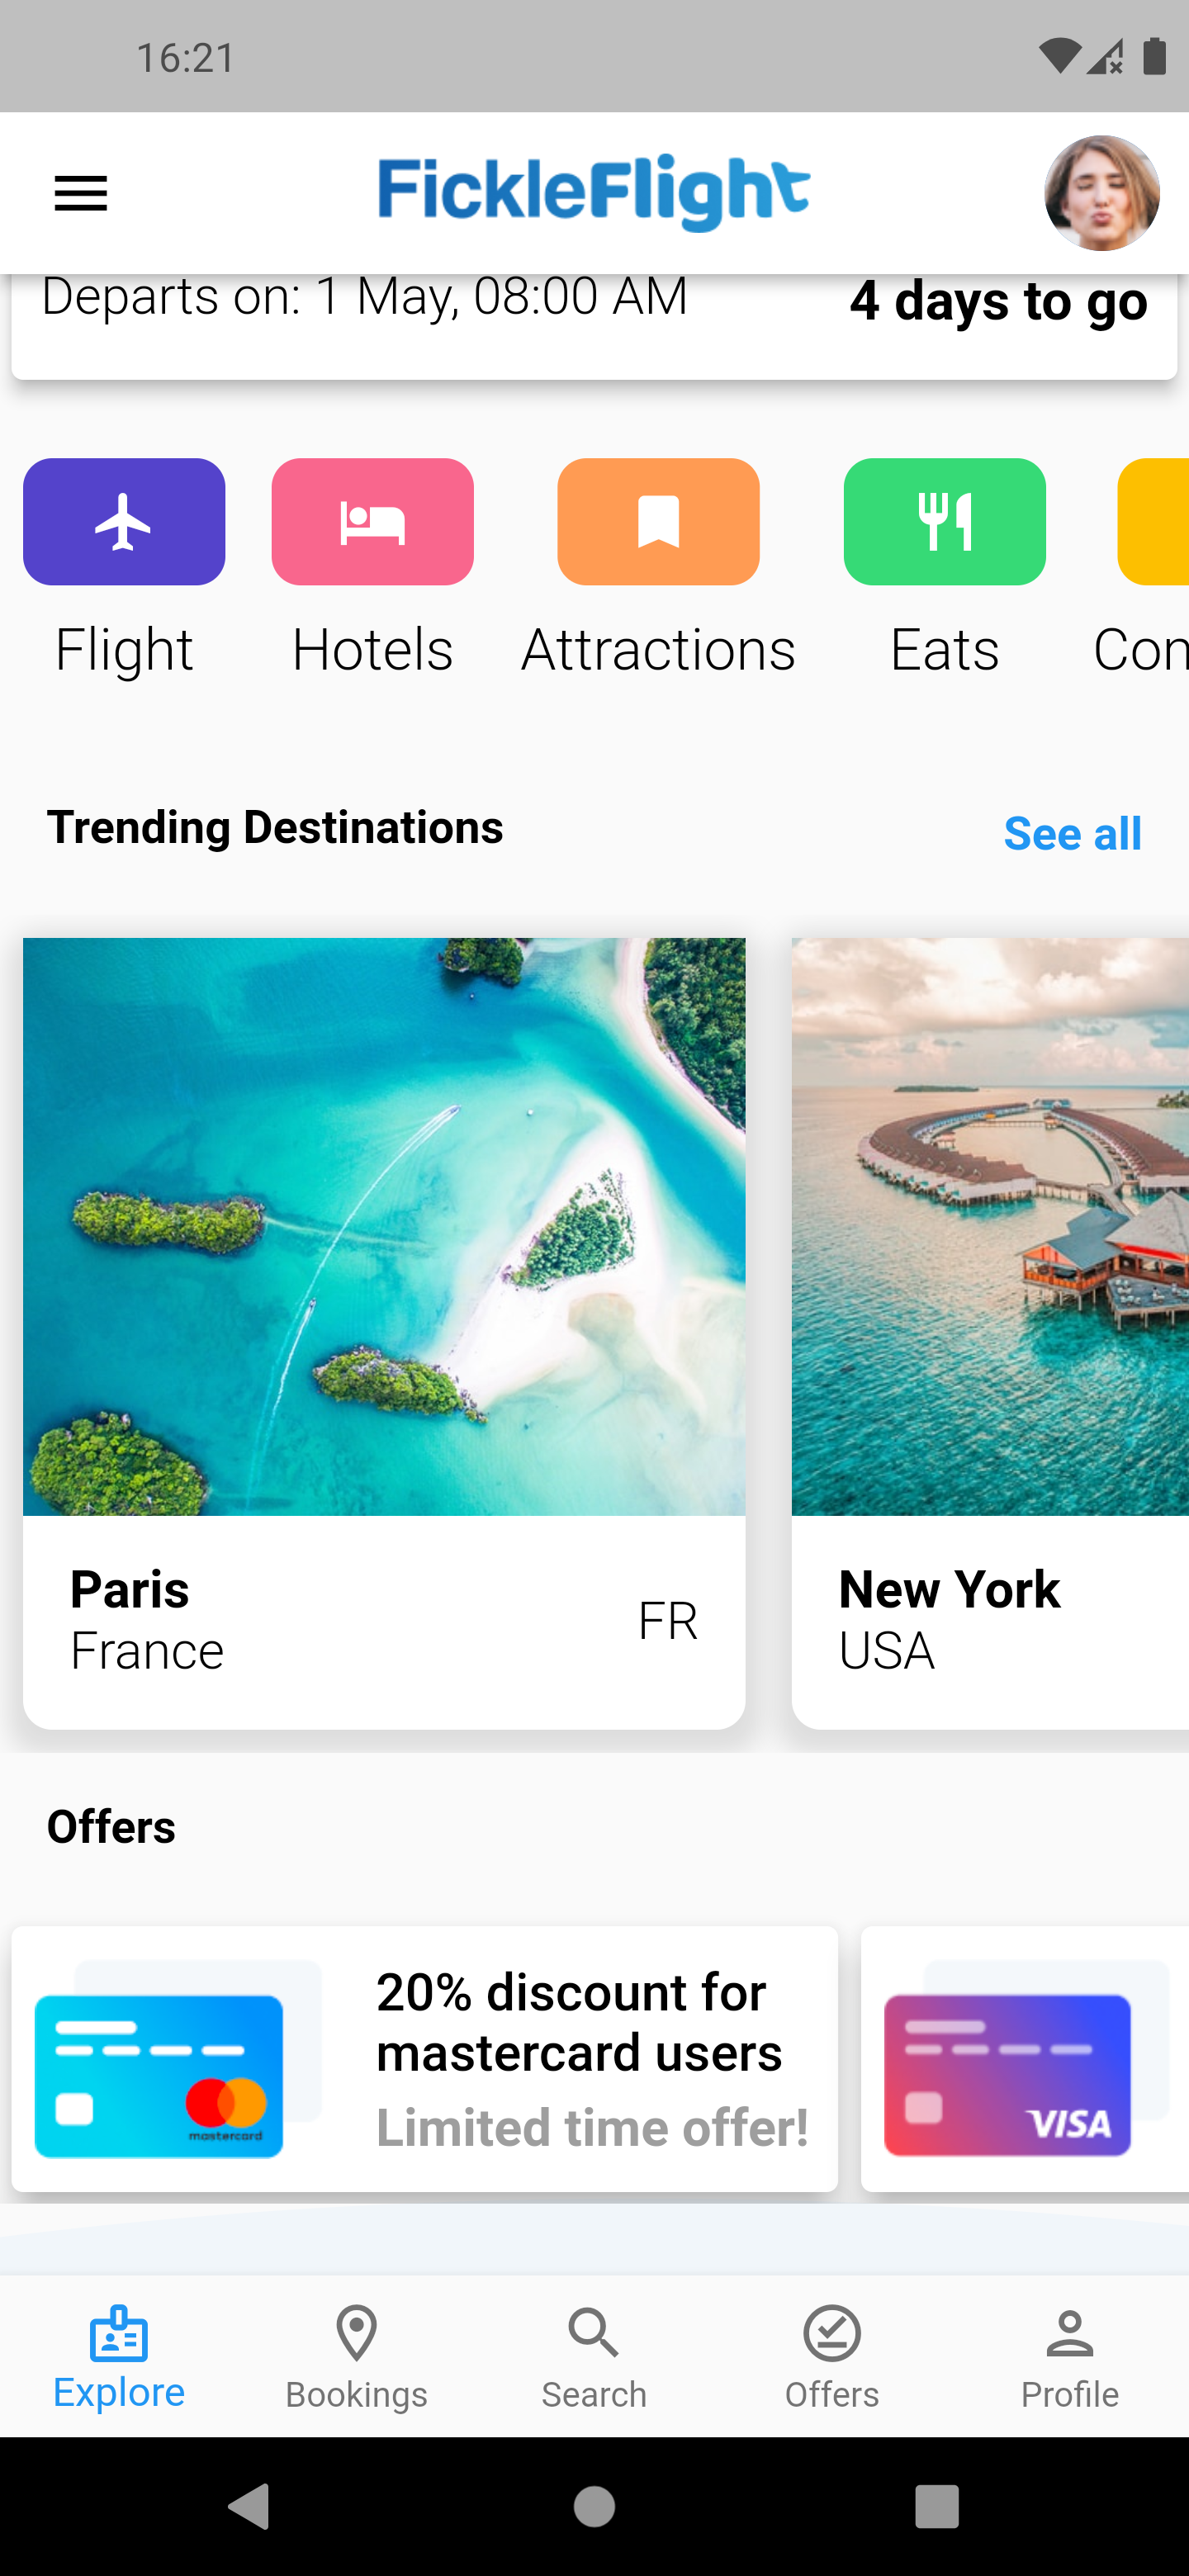 16:21
FickleFlight
Departs on: 1 May, 08:00 AM
4 days to go
Flight
Hotels
Attractions
Eats
Con
Trending Destinations
See all
Paris
France
FR
New York
USA
Offers
20% discount for
mastercard users
Limited time offer!
mastercard
VISA
Explore
Bookings
Search
Offers
Profile